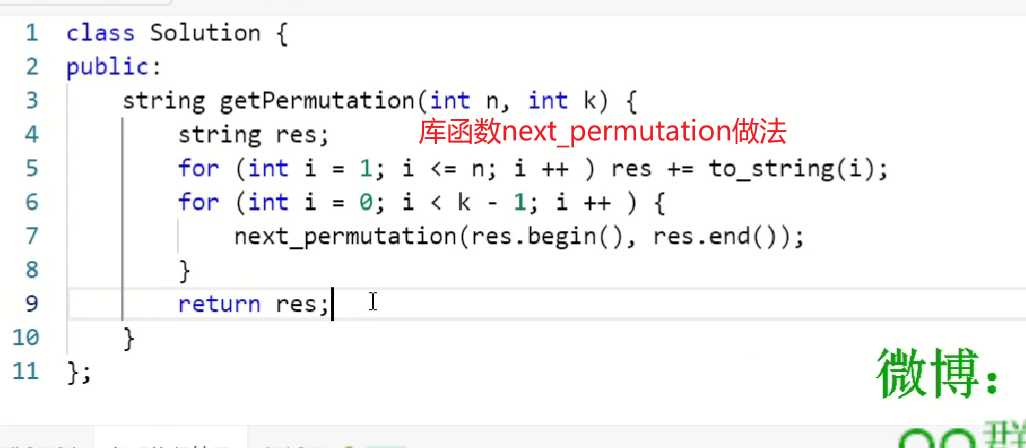 1 class Solution {
2 public:
3 string getPermutation(int n, int k) {
4 string res; 库函数next_permutation做法
5 for (int i = 1; i <= n; i ++ ) res += to_string(i);
6 for (int i = 0; i < k - 1; i ++ ) {
7 next_permutation(res.begin(), res.end());
8 }
9 return res;
10 }
11 };
微博: